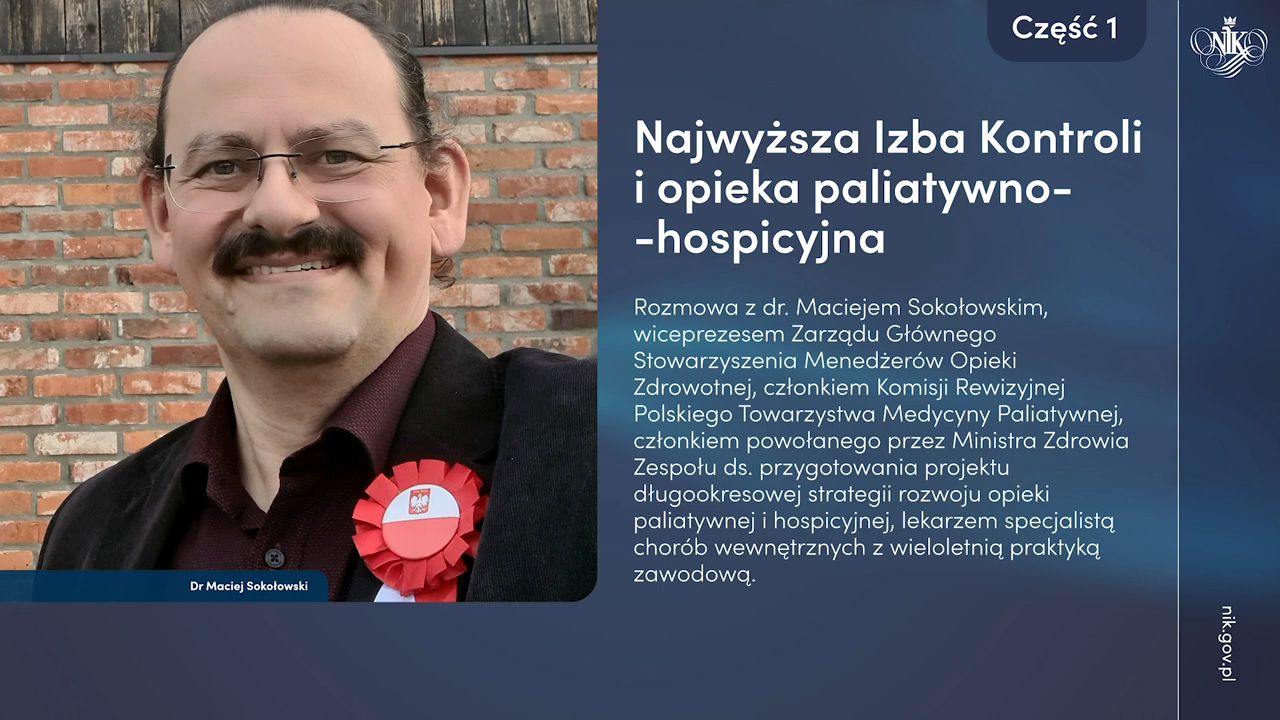 Część 1
NIK
Najwyższa Izba Kontroli
i opieka paliatywno-
-hospicyjna
Rozmowa z dr. Maciejem Sokołowskim,
wiceprezesem Zarządu Głównego
Stowarzyszenia Menedżerów Opieki
Zdrowotnej, członkiem Komisji Rewizyjnej
Polskiego Towarzystwa Medycyny Paliatywnej,
członkiem powołanego przez Ministra Zdrowia
Zespołu ds. przygotowania projektu
długookresowej strategii rozwoju opieki
paliatywnej i hospicyjnej, lekarzem specjalistą
chorób wewnętrznych z wieloletnią praktyką
zawodową.
Dr Maciej Sokołowski
nik.gov.pl